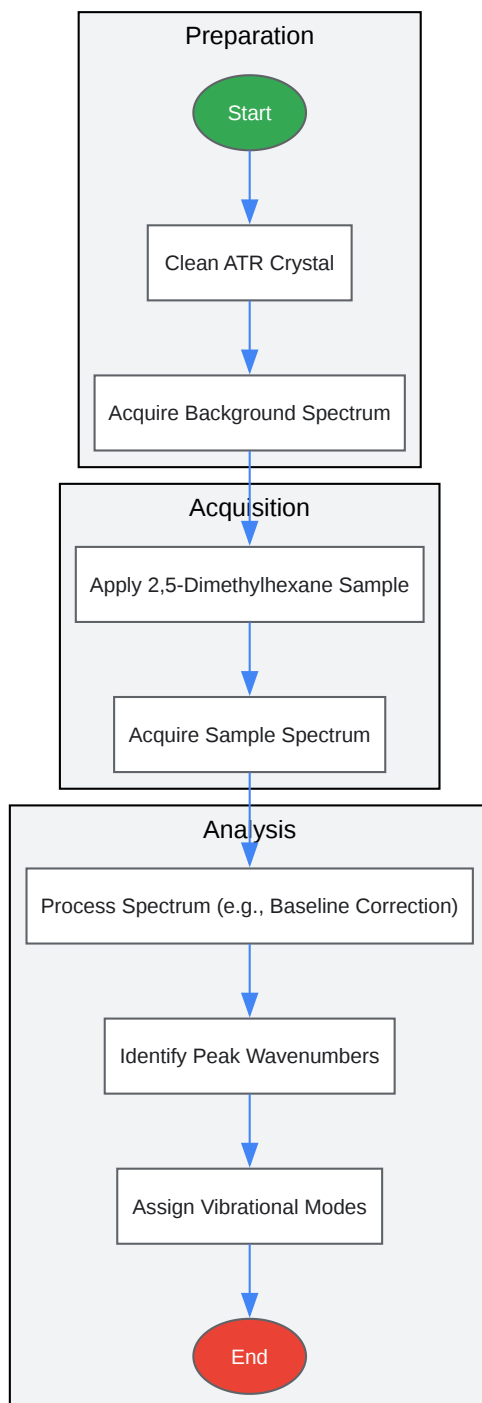 Preparation
Start
Clean ATR Crystal
Acquire Background Spectrum
Acquisition
Apply 2,5-Dimethylhexane Sample
Acquire Sample Spectrum
Analysis
Process Spectrum (e.g., Baseline Correction)
Identify Peak Wavenumbers
Assign Vibrational Modes
End